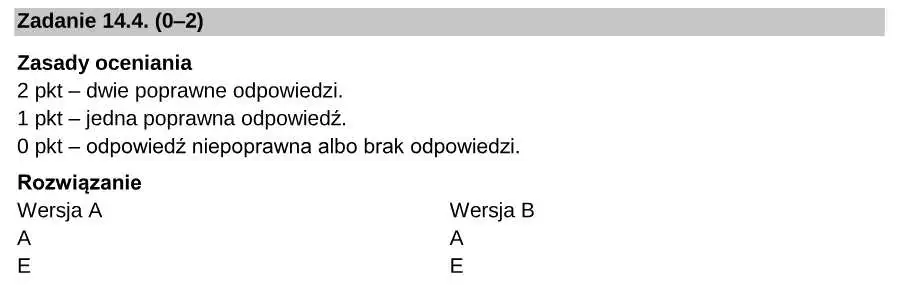 Zadanie 14.4. (0–2)
Zasady oceniania
2 pkt – dwie poprawne odpowiedzi.
1 pkt – jedna poprawna odpowiedź.
0 pkt – odpowiedź niepoprawna albo brak odpowiedzi.
Rozwiązanie
Wersja A Wersja B
A A
E E